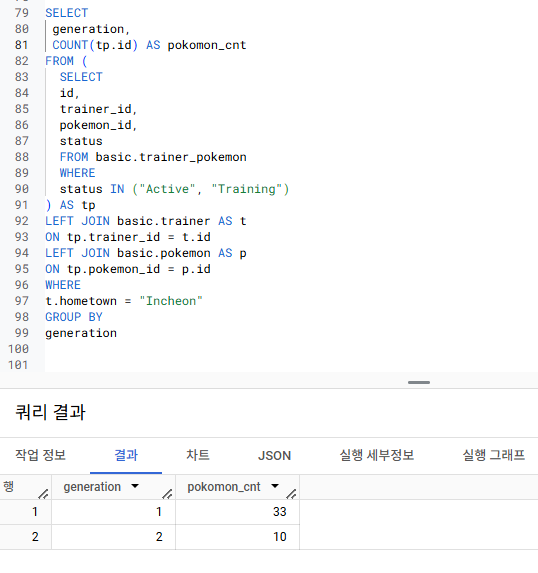 79 SELECT
80 generation,
81 COUNT(tp.id) AS pokomon_cnt
82 FROM (
83 SELECT
84 id,
85 trainer_id,
86 pokemon_id,
87 status
88 FROM basic.trainer_pokemon
89 WHERE
90 status IN ("Active", "Training")
91 ) AS tp
92 LEFT JOIN basic.trainer AS t
93 ON tp.trainer_id = t.id
94 LEFT JOIN basic.pokemon AS p
95 ON tp.pokemon_id = p.id
96 WHERE
97 t.hometown = "Incheon"
98 GROUP BY
99 generation
100
101
쿼리 결과
작업 정보 결과 차트 JSON 실행 세부정보 실행 그래프
행 generation pokomon_cnt
1 1 33
2 2 10